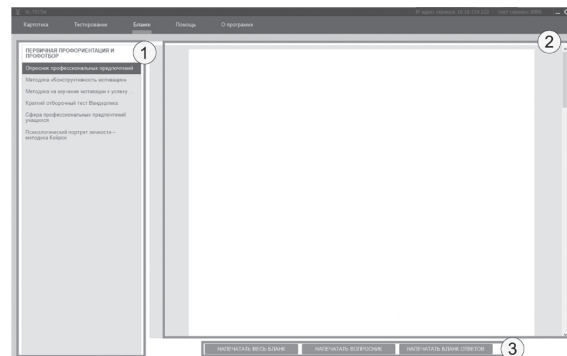 Картотека Тестирование Бланки Помощь О программе
ПЕРВИЧНАЯ ПРОФОРИЕНТАЦИЯ И
ПРОФОТБОР
1
2
Опросник профессиональных предпочтений
Методика «Конструктивность мотивации»
Методика на изучение мотивации к успеху ...
Краткий отборочный тест Вандерлика
Сфера профессиональных предпочтений
учащихся
Психологический портрет личности –
методика Кейрси
НАПЕЧАТАТЬ ВЕСЬ БЛАНК НАПЕЧАТАТЬ ВОПРОСНИК НАПЕЧАТАТЬ БЛАНК ОТВЕТОВ 3